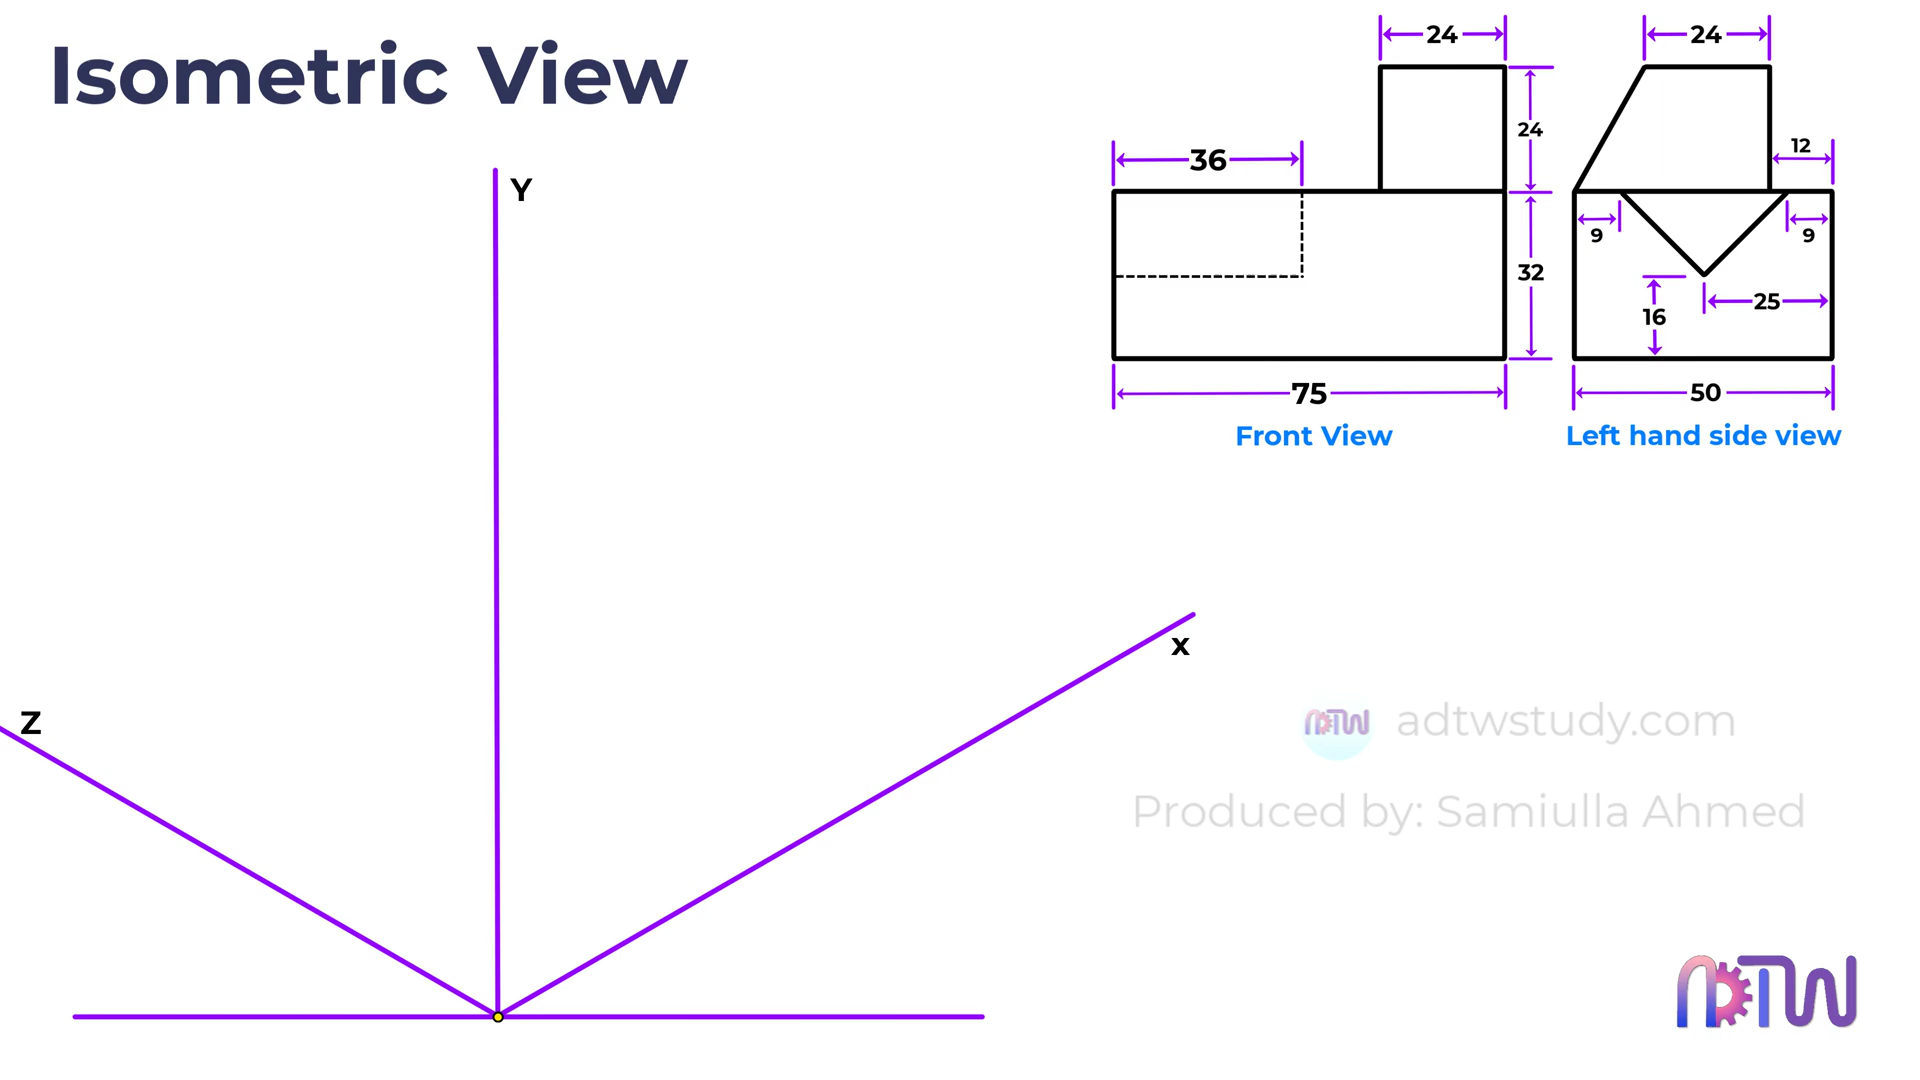 Isometric View
24
24
24
12
36
9
9
32
25
16
75
50
Front View
Left hand side view
Y
x
Z
adtwstudy.com
Produced by: Samiulla Ahmed
ADTW